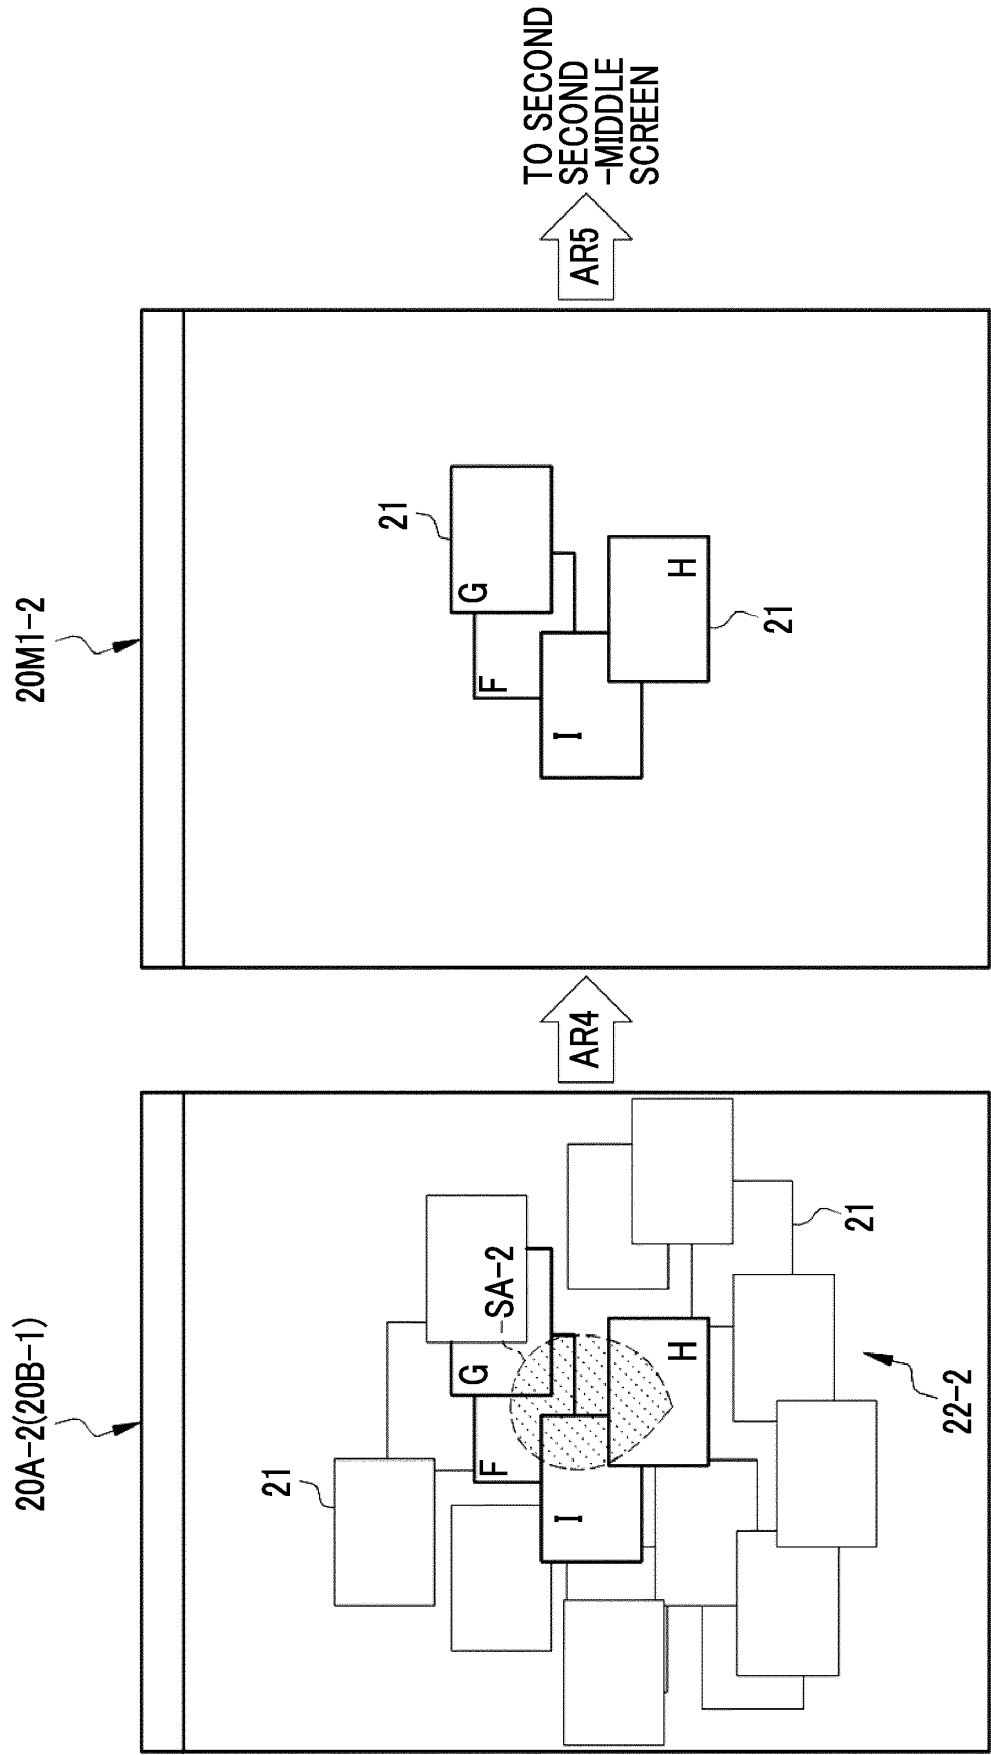 20A-2(20B-1)
21
G
SA-2
F
I
H
21
22-2
AR4
20M1-2
21
G
F
I
H
21
AR5
TO SECOND
SECOND
-MIDDLE
SCREEN